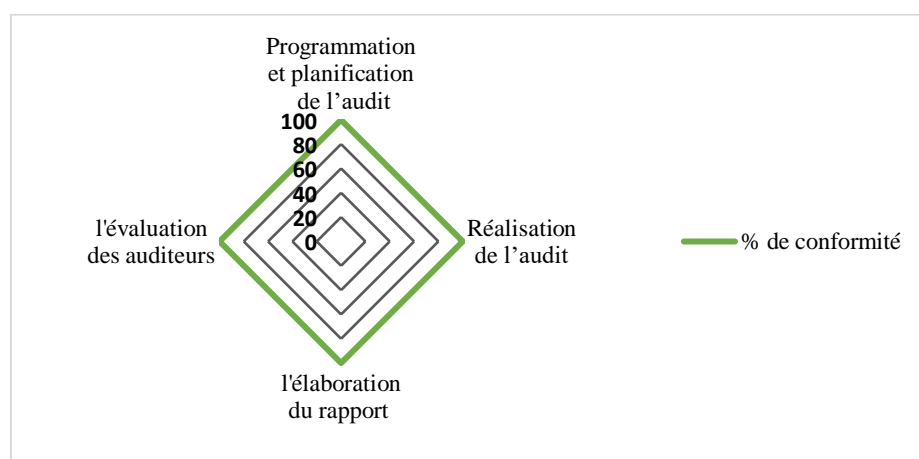 Programmation
et planification
de l’audit
100
80
60
40
20
0
l'évaluation
des auditeurs
Réalisation
de l’audit
% de conformité
l'élaboration
du rapport